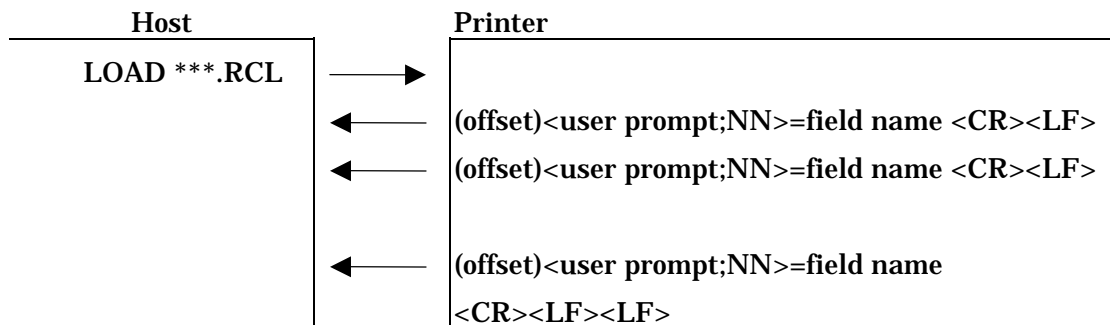 Host Printer
LOAD ***.RCL
(offset)<user prompt;NN>=field name <CR><LF>
(offset)<user prompt;NN>=field name <CR><LF>
(offset)<user prompt;NN>=field name
<CR><LF><LF>